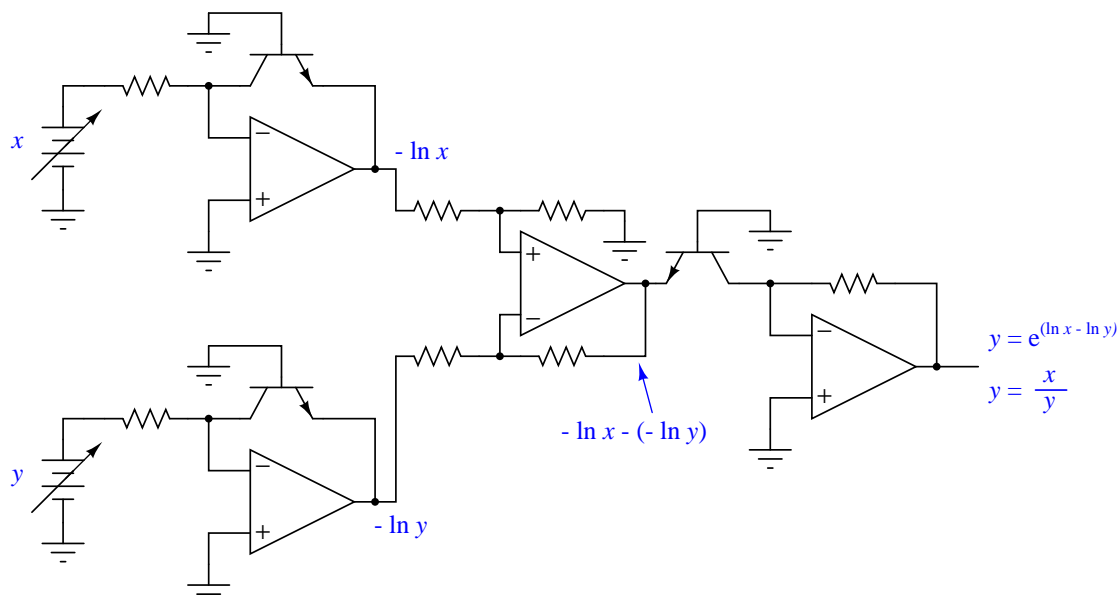 x
- ln x
y = e^(ln x - ln y)
y = x/y
- ln x - (- ln y)
y
- ln y